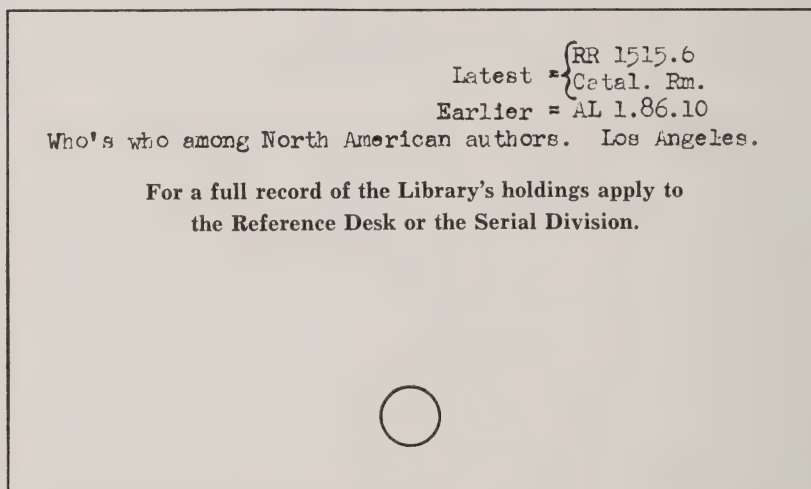 RR 1515.6
Latest = {Catal. Rm.
Earlier = AL 1.86.10
Who's who among North American authors. Los Angeles.
For a full record of the Library's holdings apply to
the Reference Desk or the Serial Division.